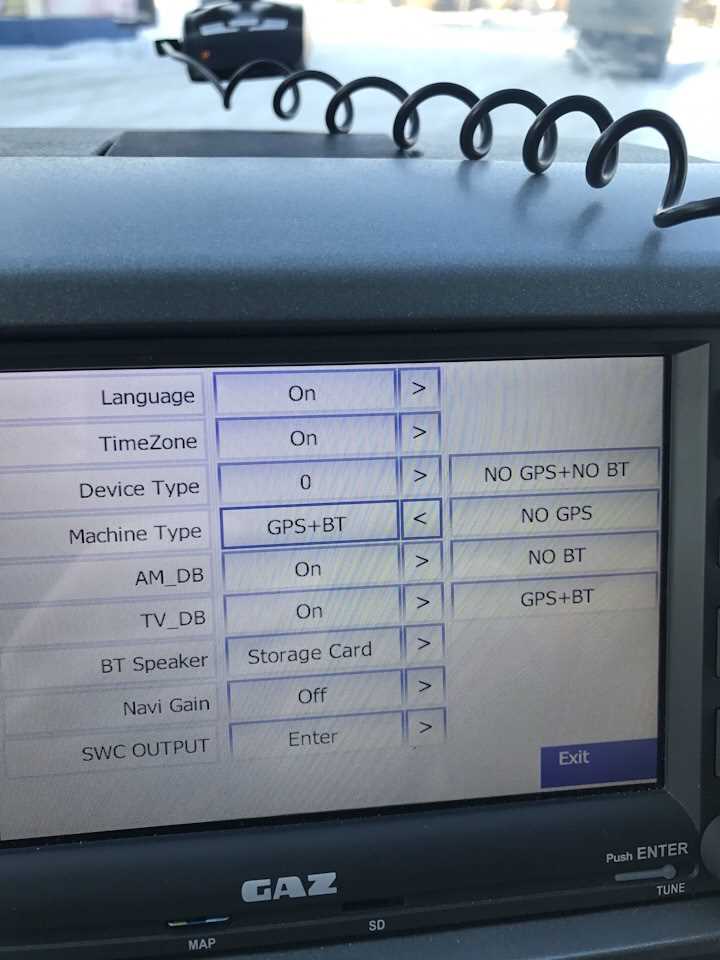 Language On >
TimeZone On >
Device Type 0 > NO GPS+NO BT
Machine Type GPS+BT < NO GPS
AM_DB On > NO BT
TV_DB On > GPS+BT
BT Speaker Storage Card >
Navi Gain Off >
SWC OUTPUT Enter >
Exit
Push ENTER
GAZ
TUNE
MAP SD